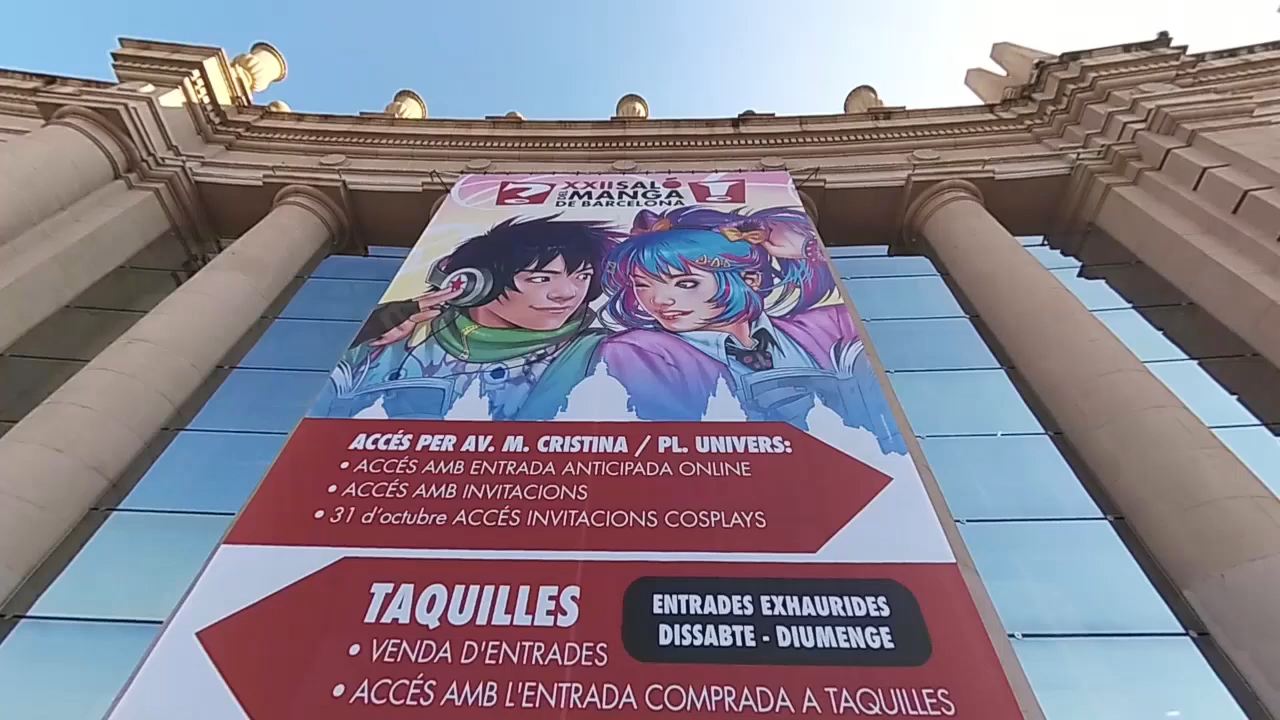 ? XXII SALÓ !
DEL MANGA
DE BARCELONA
ACCÉS PER AV. M. CRISTINA / PL. UNIVERS:
• ACCÉS AMB ENTRADA ANTICIPADA ONLINE
• ACCÉS AMB INVITACIONS
• 31 d'octubre ACCÉS INVITACIONS COSPLAYS
TAQUILLES
• VENDA D'ENTRADES
• ACCÉS AMB L'ENTRADA COMPRADA A TAQUILLES
ENTRADES EXHAURIDES
DISSABTE - DIUMENGE